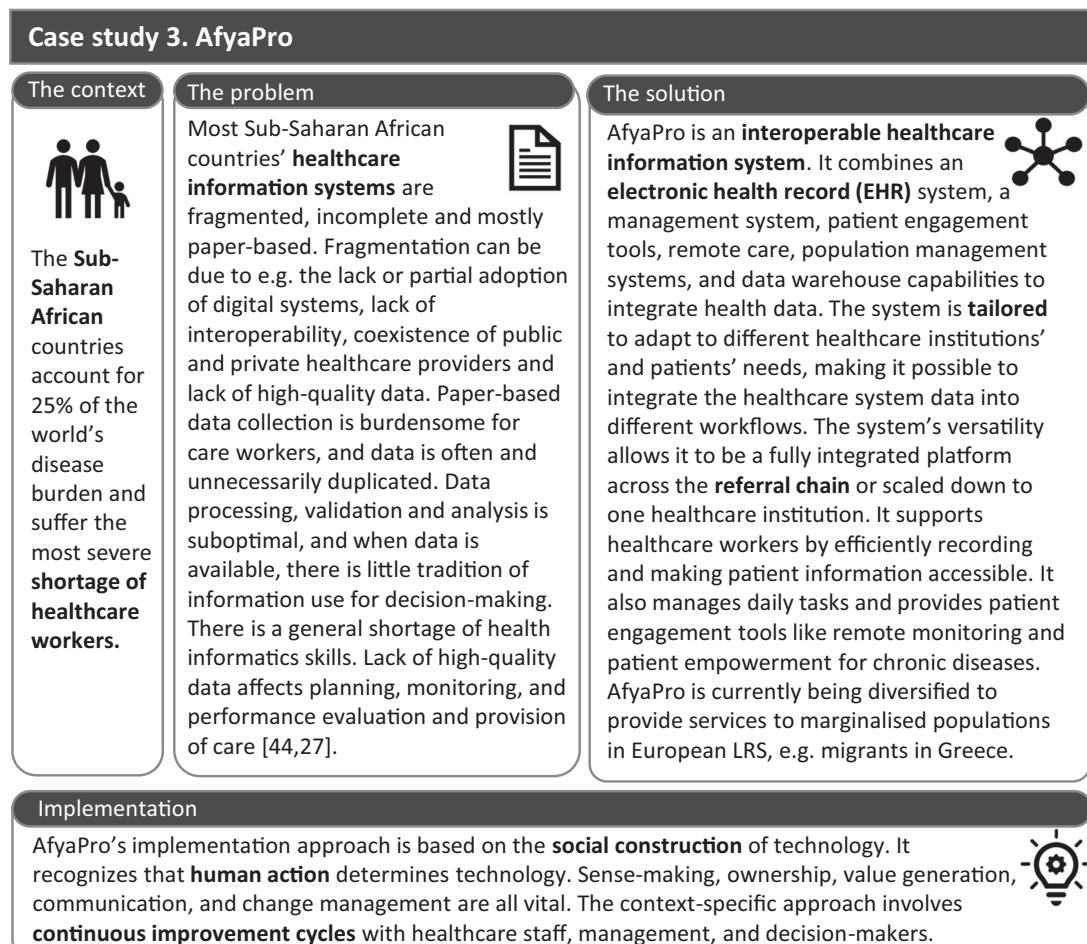 Case study 3. AfyaPro
The context
The Sub-
Saharan
African
countries
account for
25% of the
world's
disease
burden and
suffer the
most severe
shortage of
healthcare
workers.
The problem
Most Sub-Saharan African
countries' healthcare
information systems are
fragmented, incomplete and mostly
paper-based. Fragmentation can be
due to e.g. the lack or partial adoption
of digital systems, lack of
interoperability, coexistence of public
and private healthcare providers and
lack of high-quality data. Paper-based
data collection is burdensome for
care workers, and data is often and
unnecessarily duplicated. Data
processing, validation and analysis is
suboptimal, and when data is
available, there is little tradition of
information use for decision-making.
There is a general shortage of health
informatics skills. Lack of high-quality
data affects planning, monitoring, and
performance evaluation and provision
of care [44,27].
The solution
AfyaPro is an interoperable healthcare
information system. It combines an
electronic health record (EHR) system, a
management system, patient engagement
tools, remote care, population management
systems, and data warehouse capabilities to
integrate health data. The system is tailored
to adapt to different healthcare institutions'
and patients' needs, making it possible to
integrate the healthcare system data into
different workflows. The system's versatility
allows it to be a fully integrated platform
across the referral chain or scaled down to
one healthcare institution. It supports
healthcare workers by efficiently recording
and making patient information accessible. It
also manages daily tasks and provides patient
engagement tools like remote monitoring and
patient empowerment for chronic diseases.
AfyaPro is currently being diversified to
provide services to marginalised populations
in European LRS, e.g. migrants in Greece.
Implementation
AfyaPro's implementation approach is based on the social construction of technology. It
recognizes that human action determines technology. Sense-making, ownership, value generation,
communication, and change management are all vital. The context-specific approach involves
continuous improvement cycles with healthcare staff, management, and decision-makers.